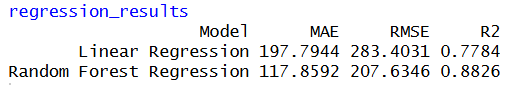 regression_results
Model MAE RMSE R2
Linear Regression 197.7944 283.4031 0.7784
Random Forest Regression 117.8592 207.6346 0.8826